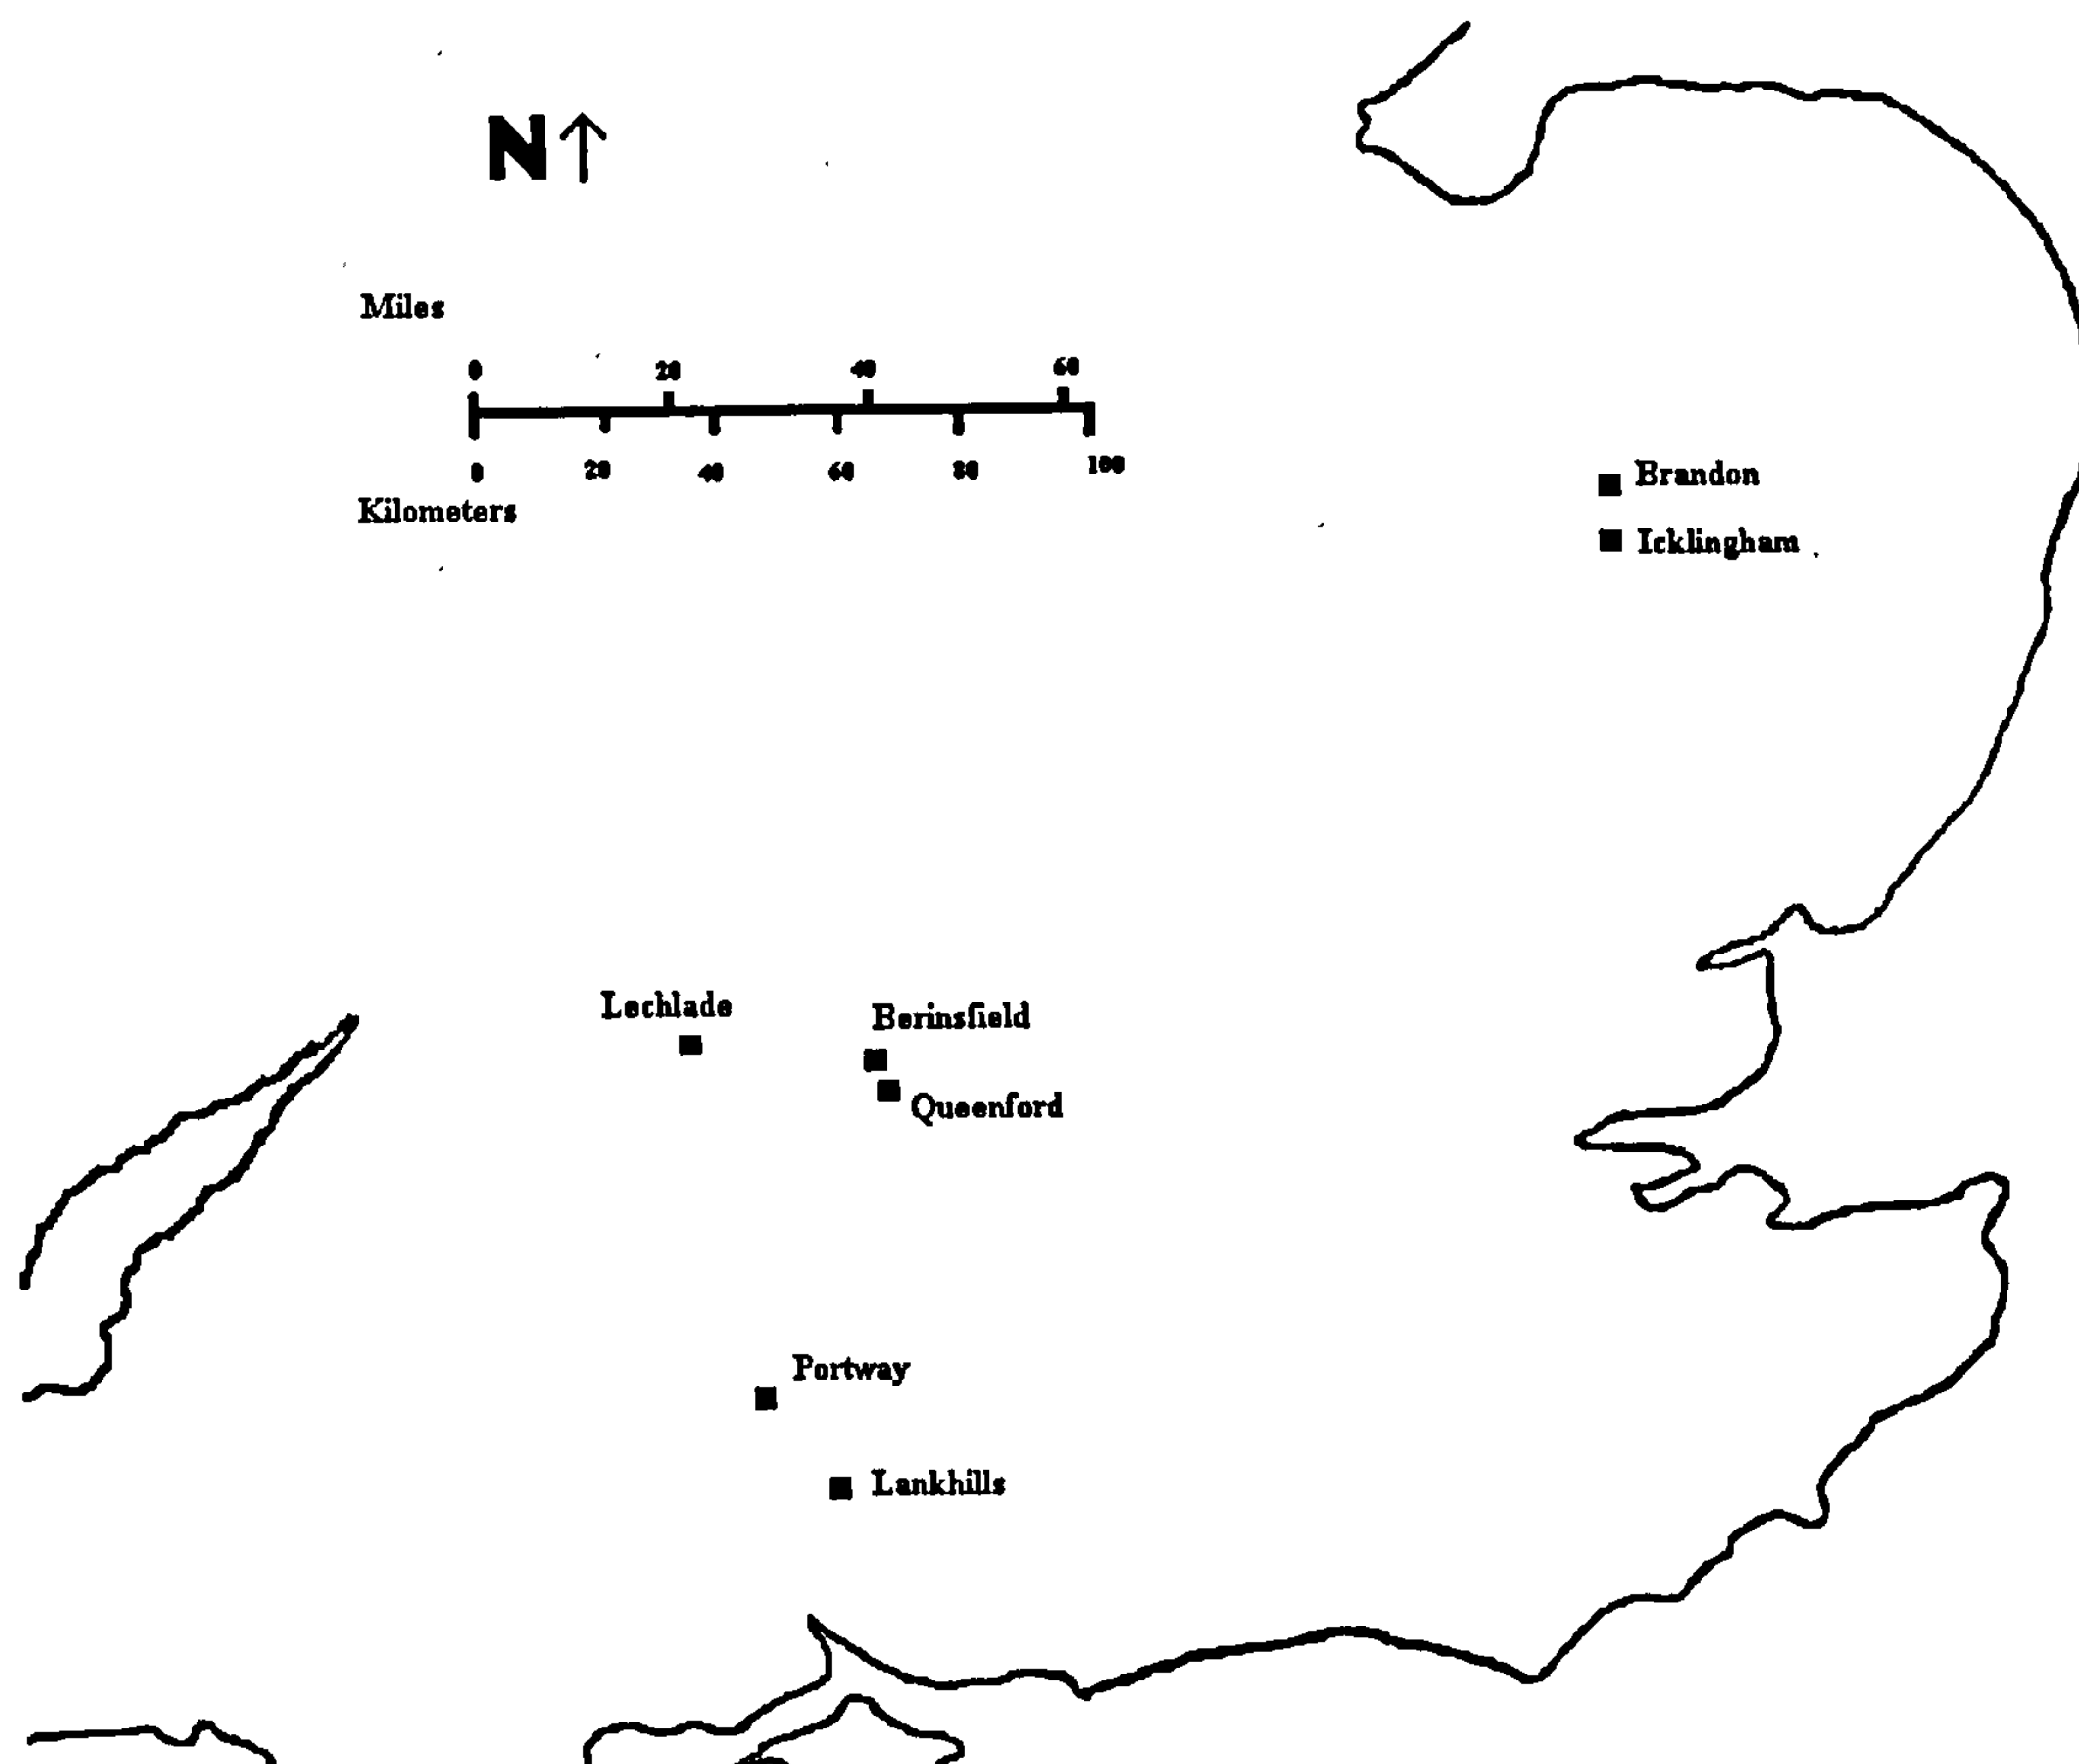 N
Miles
0 20 40 60
0 20 40 60 80 100
Kilometers
Brandon
Icklingham
Lechlade
Berinsfield
Queenford
Portway
Lankhills